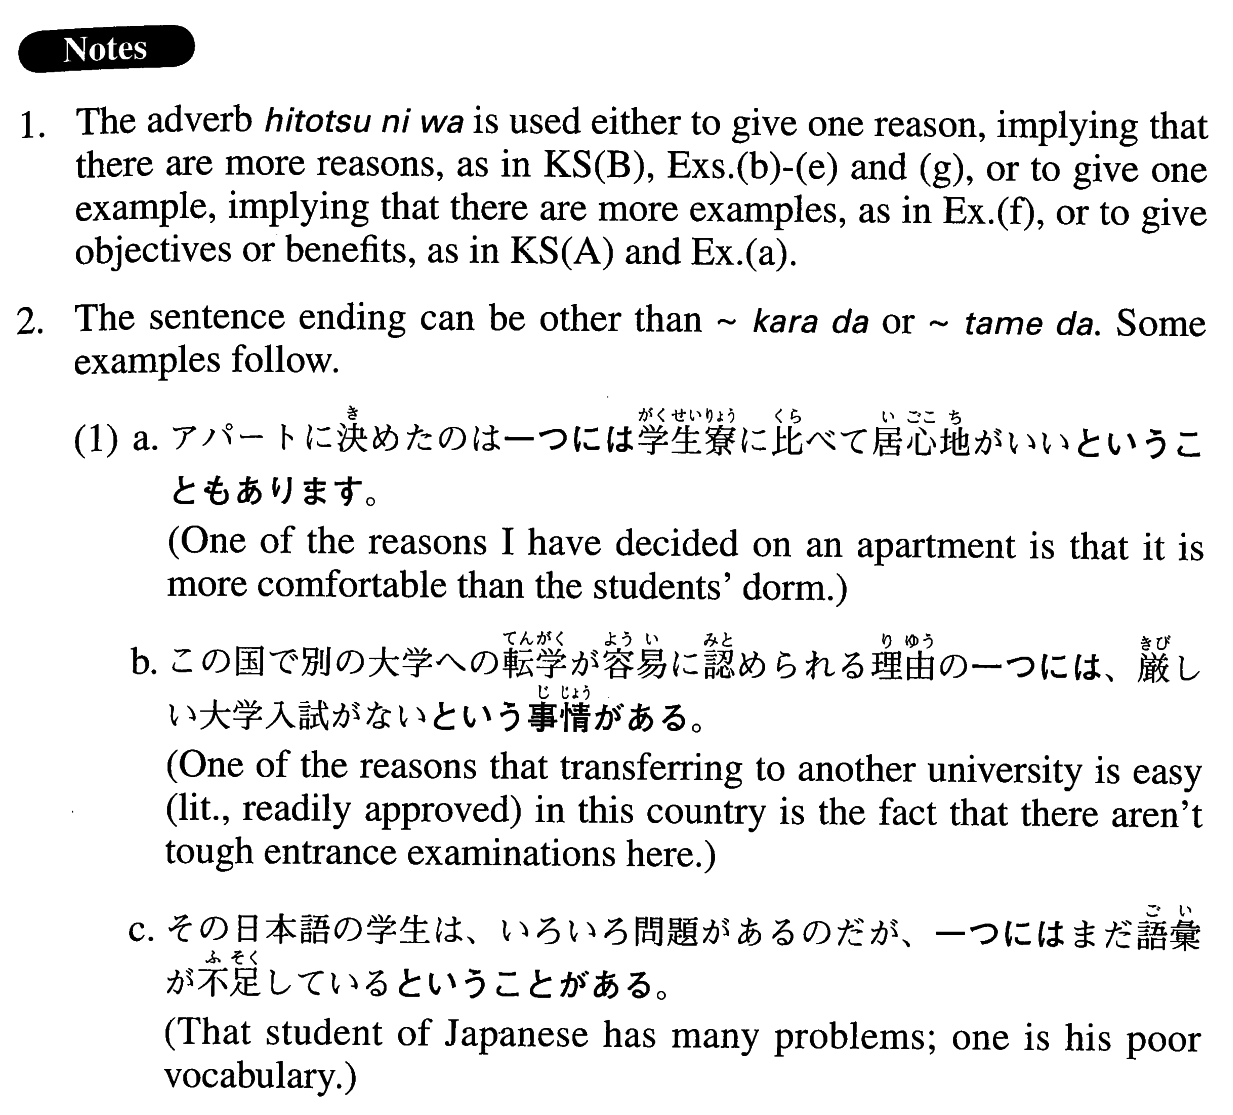 Notes
1. The adverb hitotsu ni wa is used either to give one reason, implying that
there are more reasons, as in KS(B), Exs.(b)-(e) and (g), or to give one
example, implying that there are more examples, as in Ex.(f), or to give
objectives or benefits, as in KS(A) and Ex.(a).
2. The sentence ending can be other than ~ kara da or ~ tame da. Some
examples follow.
き がくせいりょう くら い ごこ ち
(1) a. アパートに決めたのは一つには学生寮に比べて居心地がいいというこ
ともあります。
(One of the reasons I have decided on an apartment is that it is
more comfortable than the students’ dorm.)
てんがく よう い みと り ゆう きび
b. この国で別の大学への転学が容易に認められる理由の一つには、厳し
じ じょう
い大学入試がないという事情がある。
(One of the reasons that transferring to another university is easy
(lit., readily approved) in this country is the fact that there aren’t
tough entrance examinations here.)
ご い
c. その日本語の学生は、いろいろ問題があるのだが、一つにはまだ語彙
ふ そく
が不足しているということがある。
(That student of Japanese has many problems; one is his poor
vocabulary.)